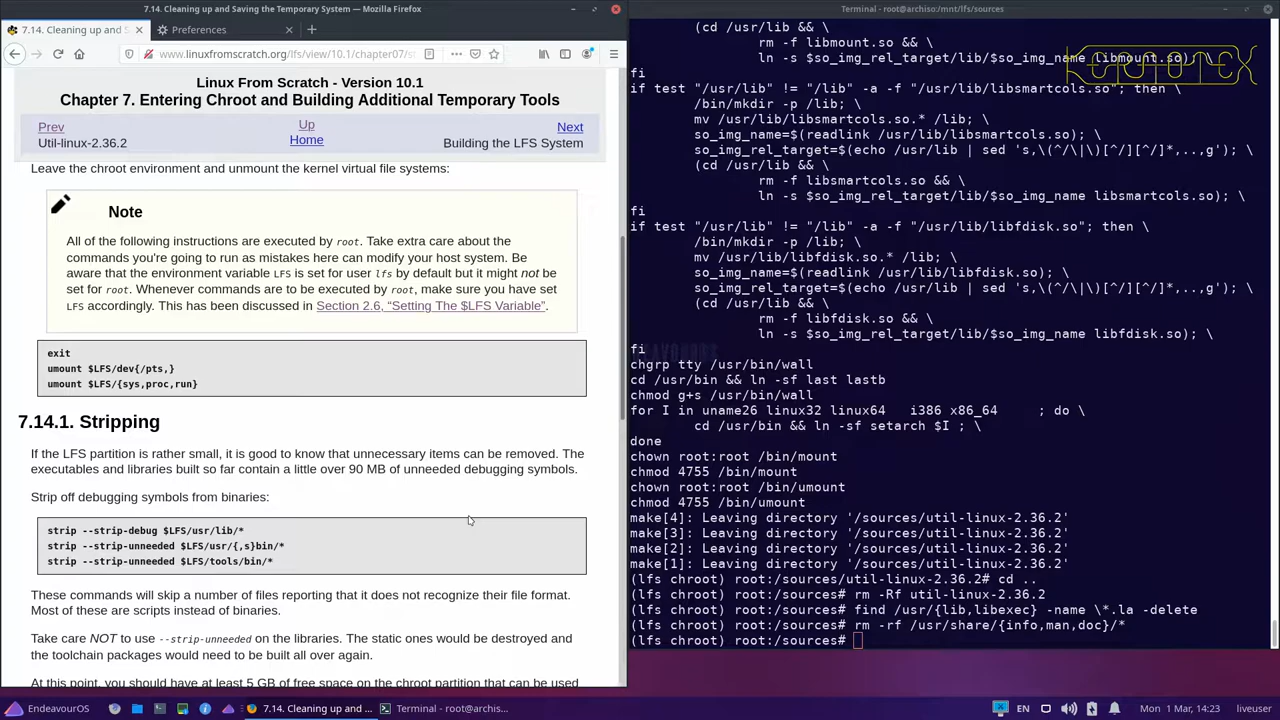 7.14. Cleaning up and Saving the Temporary System — Mozilla Firefox
7.14. Cleaning up and S
Preferences
www.linuxfromscratch.org/lfs/view/10.1/chapter07/st
Linux From Scratch - Version 10.1
Chapter 7. Entering Chroot and Building Additional Temporary Tools
Prev
Up
Next
Util-linux-2.36.2
Home
Building the LFS System
Leave the chroot environment and unmount the kernel virtual file systems:
Note
All of the following instructions are executed by root. Take extra care about the
commands you're going to run as mistakes here can modify your host system. Be
aware that the environment variable LFS is set for user lfs by default but it might not be
set for root. Whenever commands are to be executed by root, make sure you have set
LFS accordingly. This has been discussed in Section 2.6, “Setting The $LFS Variable”.
exit
umount $LFS/dev{/pts,}
umount $LFS/{sys,proc,run}
7.14.1. Stripping
If the LFS partition is rather small, it is good to know that unnecessary items can be removed. The
executables and libraries built so far contain a little over 90 MB of unneeded debugging symbols.
Strip off debugging symbols from binaries:
strip --strip-debug $LFS/usr/lib/*
strip --strip-unneeded $LFS/usr/{,s}bin/*
strip --strip-unneeded $LFS/tools/bin/*
These commands will skip a number of files reporting that it does not recognize their file format.
Most of these are scripts instead of binaries.
Take care NOT to use --strip-unneeded on the libraries. The static ones would be destroyed and
the toolchain packages would need to be built all over again.
At this point, you should have at least 5 GB of free space on the chroot partition that can be used
Terminal - root@archiso:/mnt/lfs/sources
(cd /usr/lib && \
rm -f libmount.so && \
ln -s $so_img_rel_target/lib/$so_img_name libmount.so); \
fi
if test "/usr/lib" != "/lib" -a -f "/usr/lib/libsmartcols.so"; then \
/bin/mkdir -p /lib; \
mv /usr/lib/libsmartcols.so.* /lib; \
so_img_name=$(readlink /usr/lib/libsmartcols.so); \
so_img_rel_target=$(echo /usr/lib | sed 's,\(^/\|\)[^/][^/]*,..,g'); \
(cd /usr/lib && \
rm -f libsmartcols.so && \
ln -s $so_img_rel_target/lib/$so_img_name libsmartcols.so); \
fi
if test "/usr/lib" != "/lib" -a -f "/usr/lib/libfdisk.so"; then \
/bin/mkdir -p /lib; \
mv /usr/lib/libfdisk.so.* /lib; \
so_img_name=$(readlink /usr/lib/libfdisk.so); \
so_img_rel_target=$(echo /usr/lib | sed 's,\(^/\|\)[^/][^/]*,..,g'); \
(cd /usr/lib && \
rm -f libfdisk.so && \
ln -s $so_img_rel_target/lib/$so_img_name libfdisk.so); \
fi
chgrp tty /usr/bin/wall
cd /usr/bin && ln -sf last lastb
chmod g+s /usr/bin/wall
for I in uname26 linux32 linux64   i386 x86_64     ; do \
cd /usr/bin && ln -sf setarch $I ; \
done
chown root:root /bin/mount
chmod 4755 /bin/mount
chown root:root /bin/umount
chmod 4755 /bin/umount
make[4]: Leaving directory '/sources/util-linux-2.36.2'
make[3]: Leaving directory '/sources/util-linux-2.36.2'
make[2]: Leaving directory '/sources/util-linux-2.36.2'
make[1]: Leaving directory '/sources/util-linux-2.36.2'
(lfs chroot) root:/sources/util-linux-2.36.2# cd ..
(lfs chroot) root:/sources# rm -Rf util-linux-2.36.2
(lfs chroot) root:/sources# find /usr/{lib,libexec} -name \*.la -delete
(lfs chroot) root:/sources# rm -rf /usr/share/{info,man,doc}/*
(lfs chroot) root:/sources#
EndeavourOS
7.14. Cleaning up and ...
Terminal - root@archis...
EN
Mon 1 Mar, 14:23
liveuser